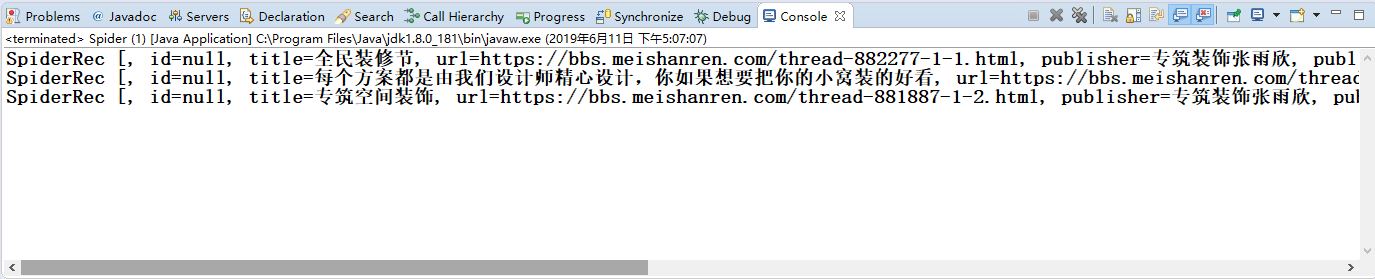 Problems @ Javadoc Servers Declaration Search Call Hierarchy Progress Synchronize Debug Console
<terminated> Spider (1) [Java Application] C:\Program Files\Java\jdk1.8.0_181\bin\javaw.exe (2019年6月11日 下午5:07:07)
SpiderRec [, id=null, title=全民装修节, url=https://bbs.meishanren.com/thread-882277-1-1.html, publisher=专筑装饰张雨欣, publ
SpiderRec [, id=null, title=每个方案都是由我们设计师精心设计，你如果想要把你的小窝装的好看, url=https://bbs.meishanren.com/threac
SpiderRec [, id=null, title=专筑空间装饰, url=https://bbs.meishanren.com/thread-881887-1-2.html, publisher=专筑装饰张雨欣, pub